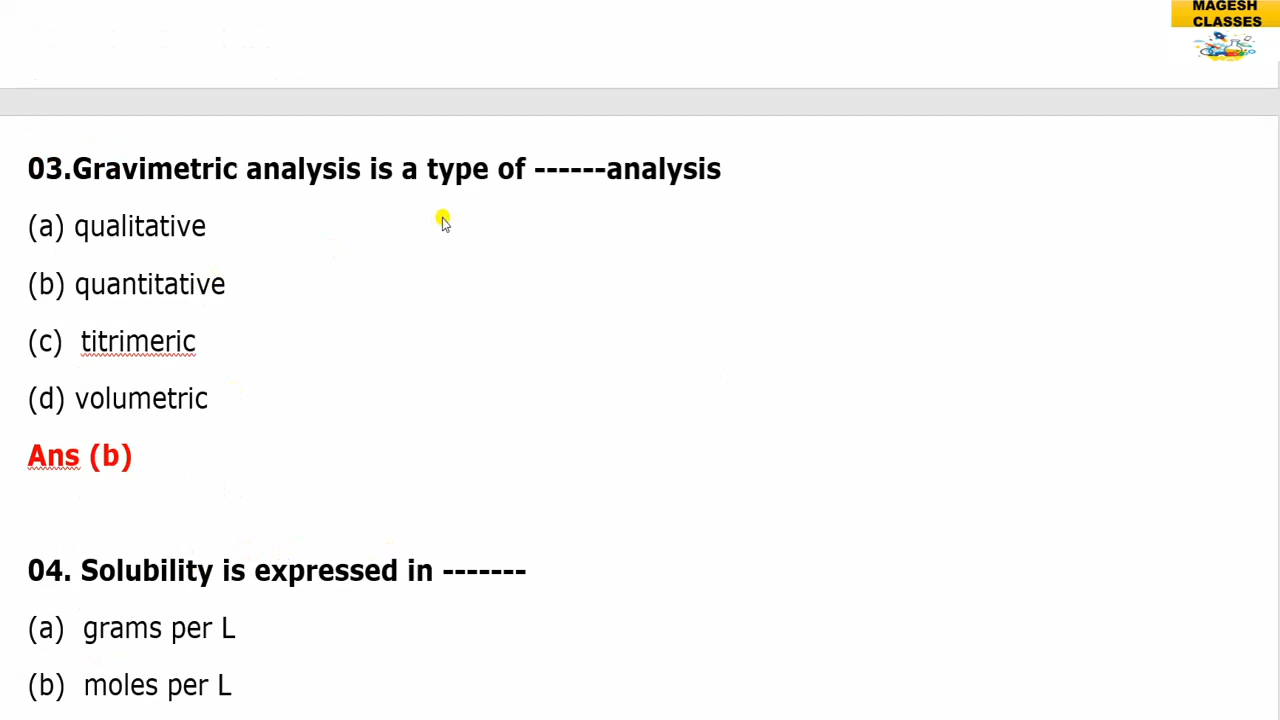 MAGESH
CLASSES
03.Gravimetric analysis is a type of ------analysis
(a) qualitative
(b) quantitative
(c) titrimeric
(d) volumetric
Ans (b)
04. Solubility is expressed in -------
(a) grams per L
(b) moles per L